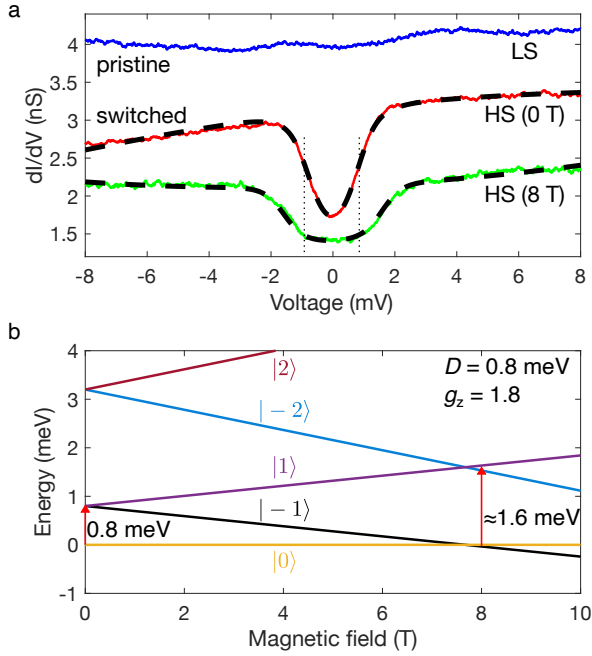 a
4
3.5
3
2.5
2
1.5
dI/dV (nS)
pristine
LS
switched
HS (0 T)
HS (8 T)
-8 -6 -4 -2 0 2 4 6 8
Voltage (mV)
b
4
3
2
1
0
-1
Energy (meV)
|2⟩
D = 0.8 meV
g_z = 1.8
|−2⟩
|1⟩
|−1⟩
0.8 meV
≈1.6 meV
|0⟩
0 2 4 6 8 10
Magnetic field (T)